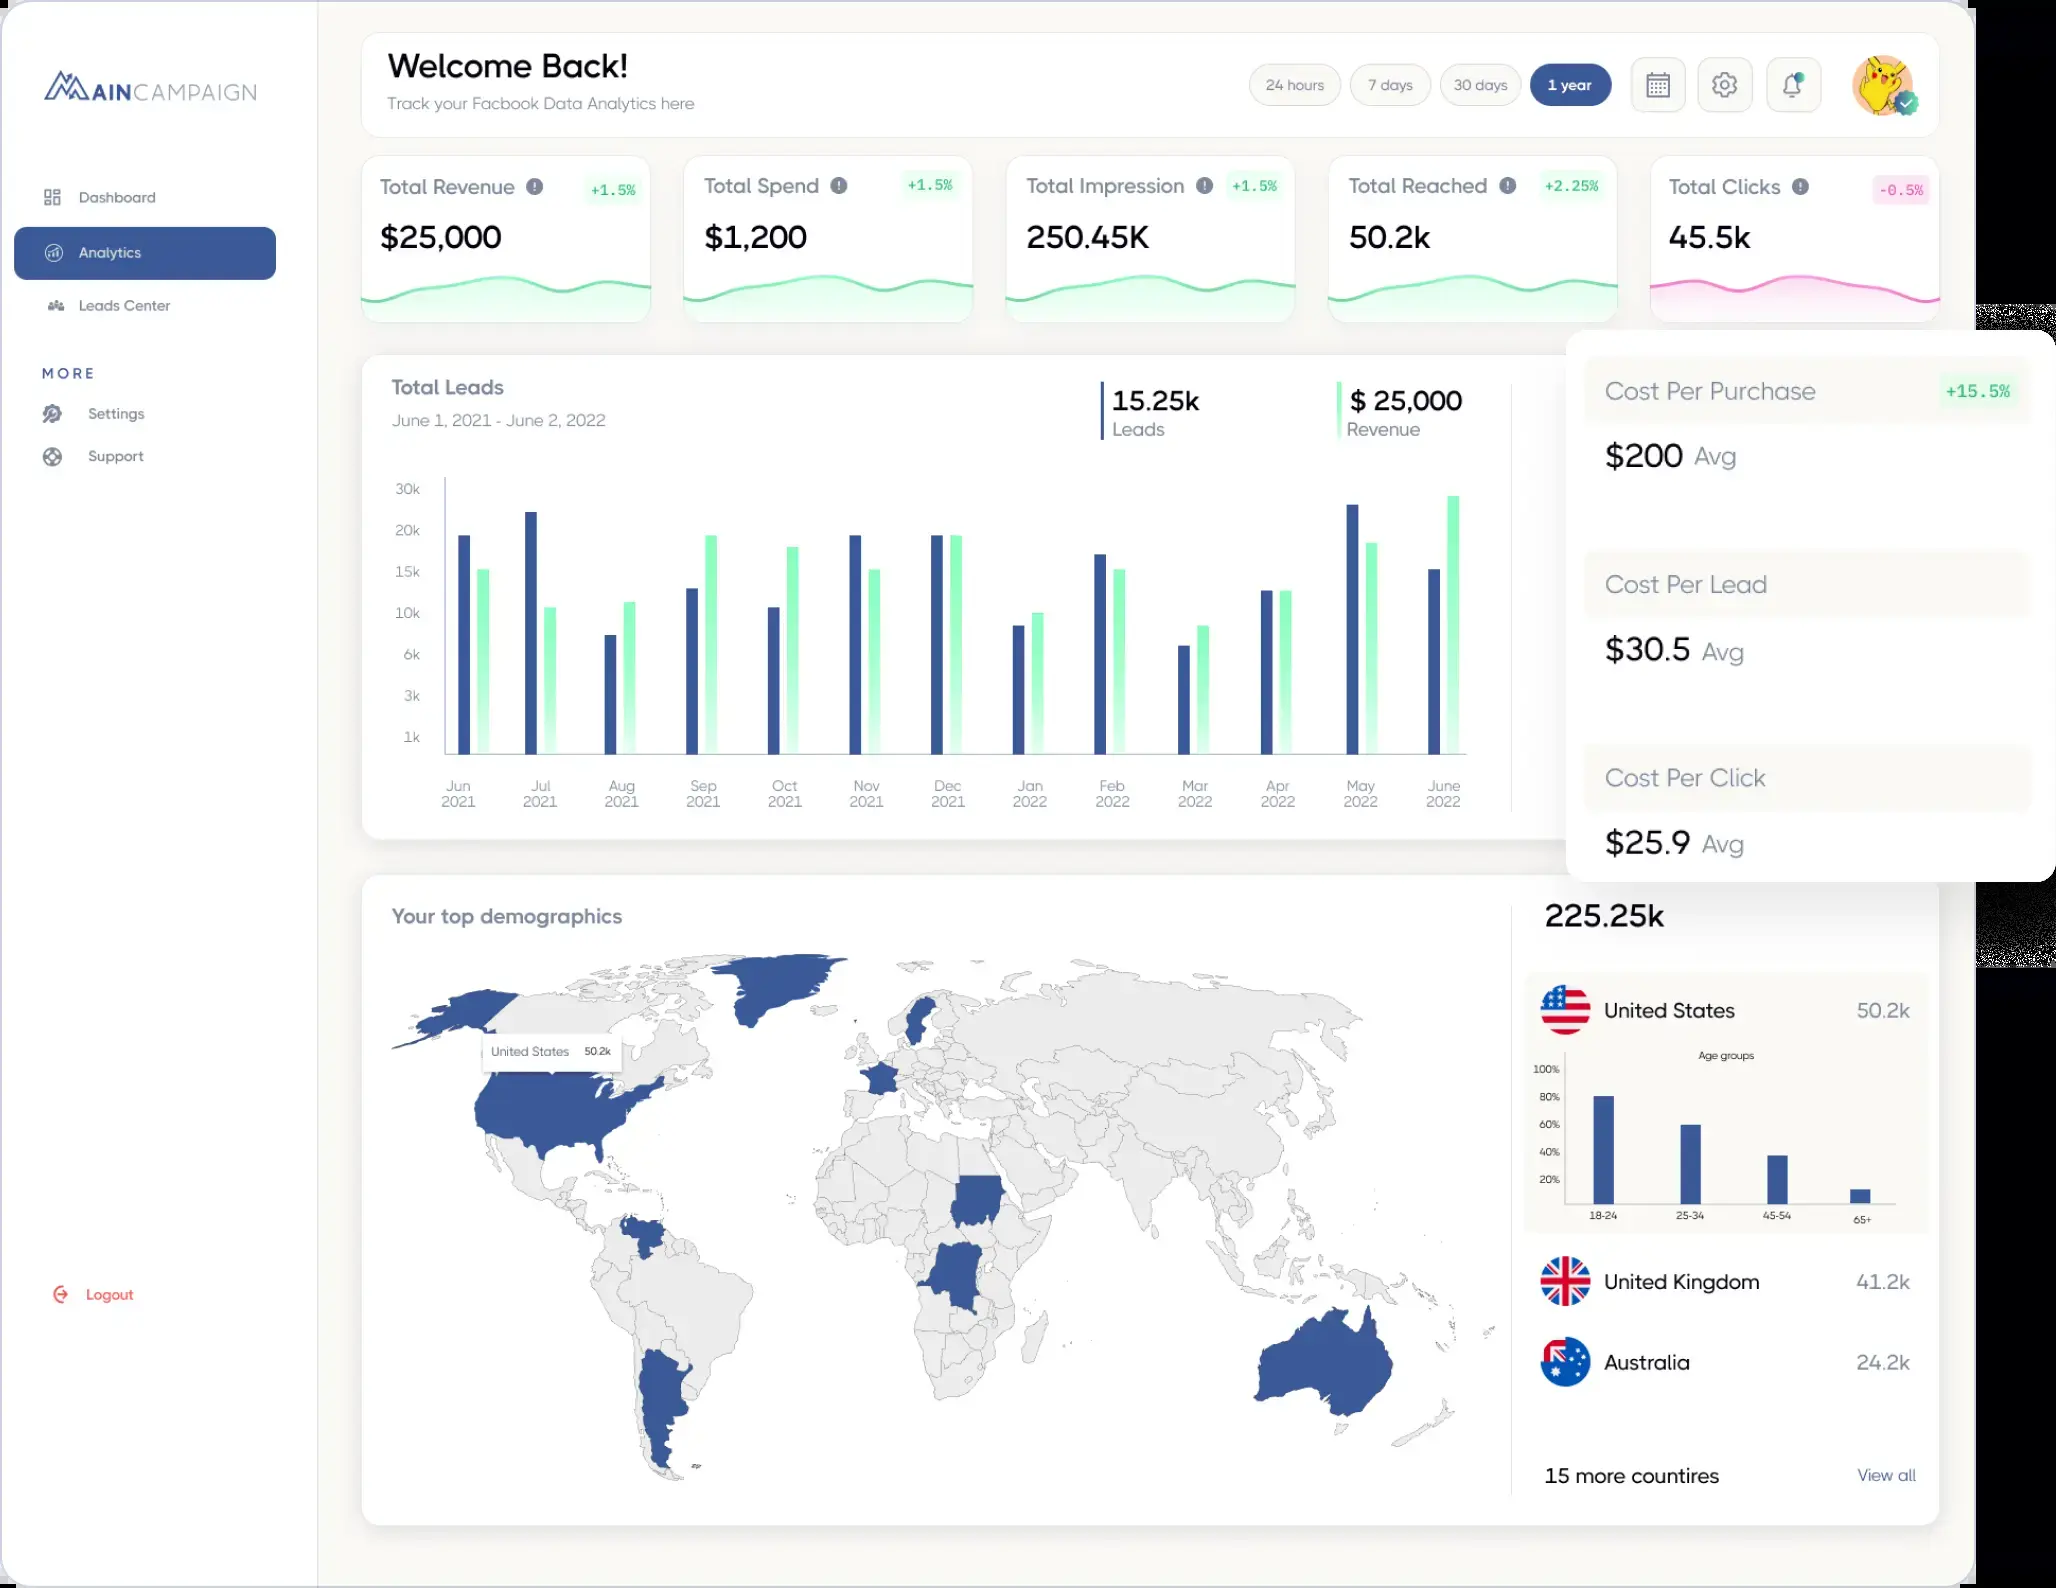 MAINCAMPAIGN
Dashboard
Analytics
Leads Center
MORE
Settings
Support
Logout
Welcome Back!
Track your Facbook Data Analytics here
24 hours
7 days
30 days
1 year
Total Revenue
+1.5%
$25,000
Total Spend
+1.5%
$1,200
Total Impression
+1.5%
250.45K
Total Reached
+2.25%
50.2k
Total Clicks
-0.5%
45.5k
Total Leads
June 1, 2021 - June 2, 2022
15.25k
Leads
$ 25,000
Revenue
30k
20k
15k
10k
6k
3k
1k
Jun
2021
Jul
2021
Aug
2021
Sep
2021
Oct
2021
Nov
2021
Dec
2021
Jan
2022
Feb
2022
Mar
2022
Apr
2022
May
2022
June
2022
Cost Per Purchase
+15.5%
$200 Avg
Cost Per Lead
$30.5 Avg
Cost Per Click
$25.9 Avg
Your top demographics
United States 50.2k
225.25k
United States 50.2k
Age groups
100%
80%
60%
40%
20%
18-24
25-34
45-54
65+
United Kingdom 41.2k
Australia 24.2k
15 more countires
View all